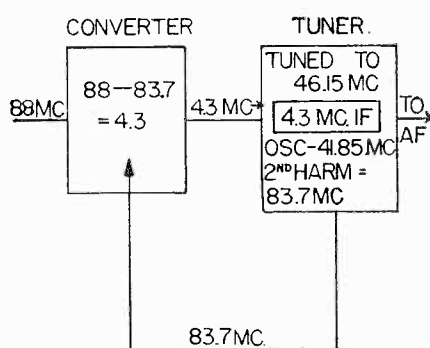 CONVERTER
88MC
88—83.7
= 4.3
4.3 MC
TUNER.
TUNED TO
46.15 MC
4.3 MC. IF
OSC-41.85 MC
2ND HARM =
83.7MC
TO
AF
83.7MC.